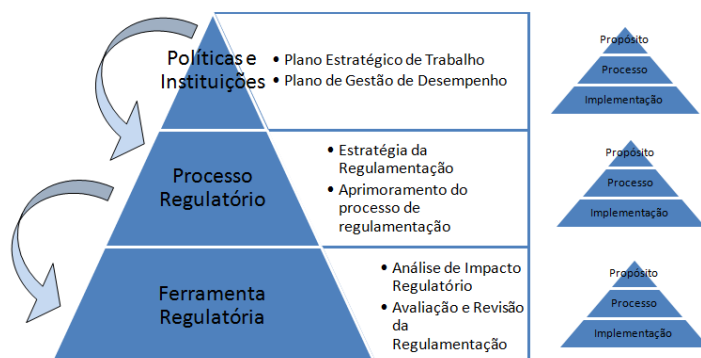 Políticas e
Instituições
• Plano Estratégico de Trabalho
• Plano de Gestão de Desempenho
Propósito
Processo
Implementação
Processo
Regulatório
• Estratégia da
Regulamentação
• Aprimoramento do
processo de
regulamentação
Propósito
Processo
Implementação
Ferramenta
Regulatória
• Análise de Impacto
Regulatório
• Avaliação e Revisão
da
Regulamentação
Propósito
Processo
Implementação